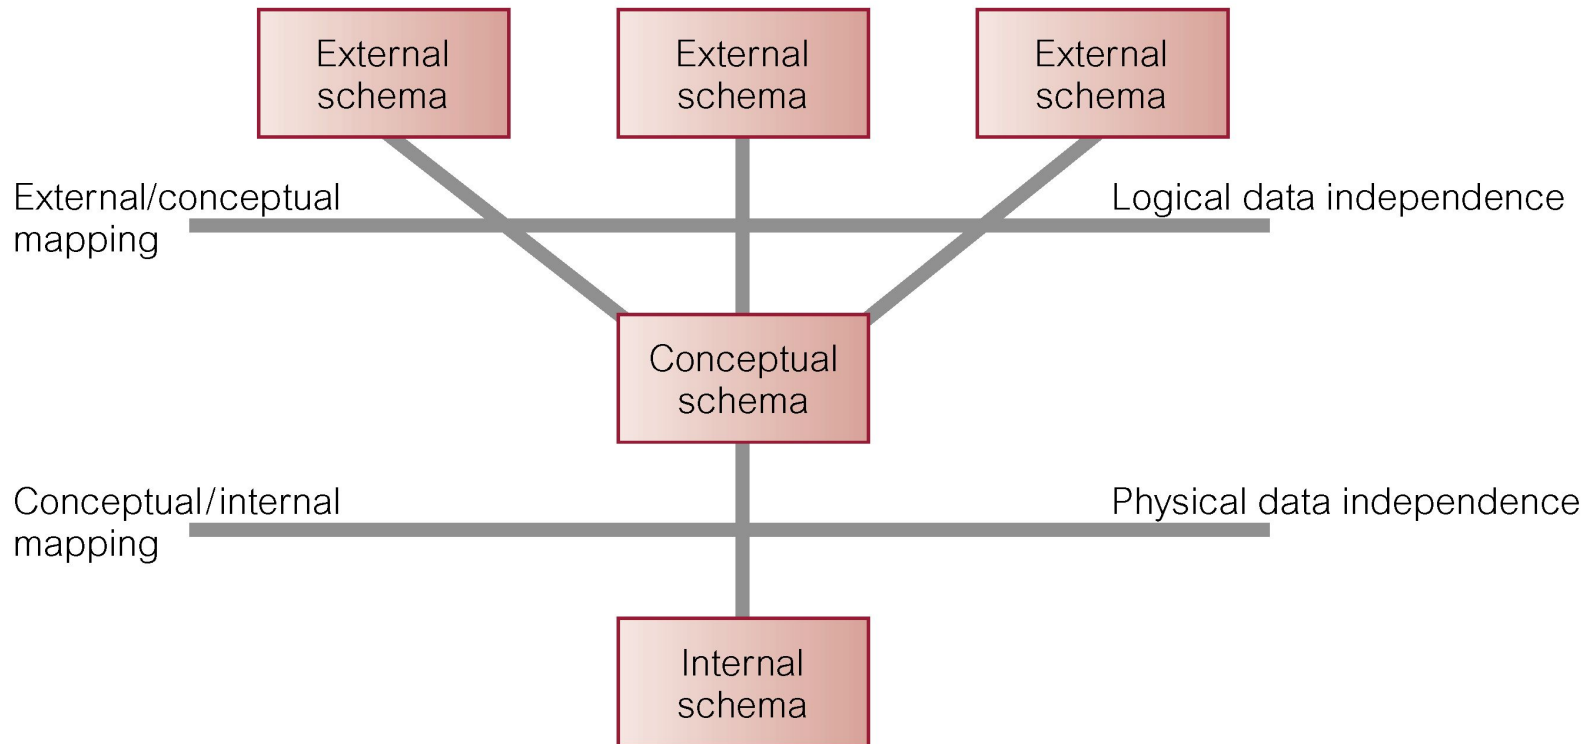 External
schema
External
schema
External
schema
External/conceptual
mapping
Logical data independence
Conceptual
schema
Conceptual/internal
mapping
Physical data independence
Internal
schema